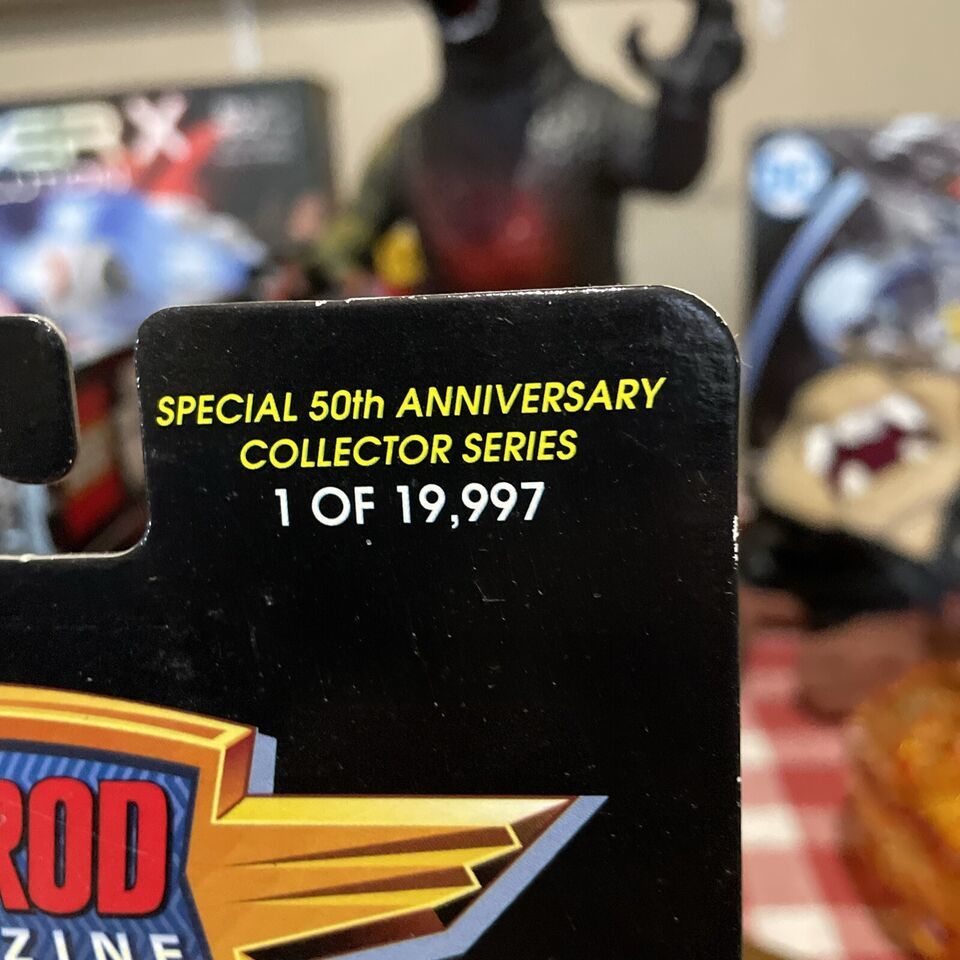 SPECIAL 50th ANNIVERSARY
COLLECTOR SERIES
1 OF 19,997
ROD
ZINE